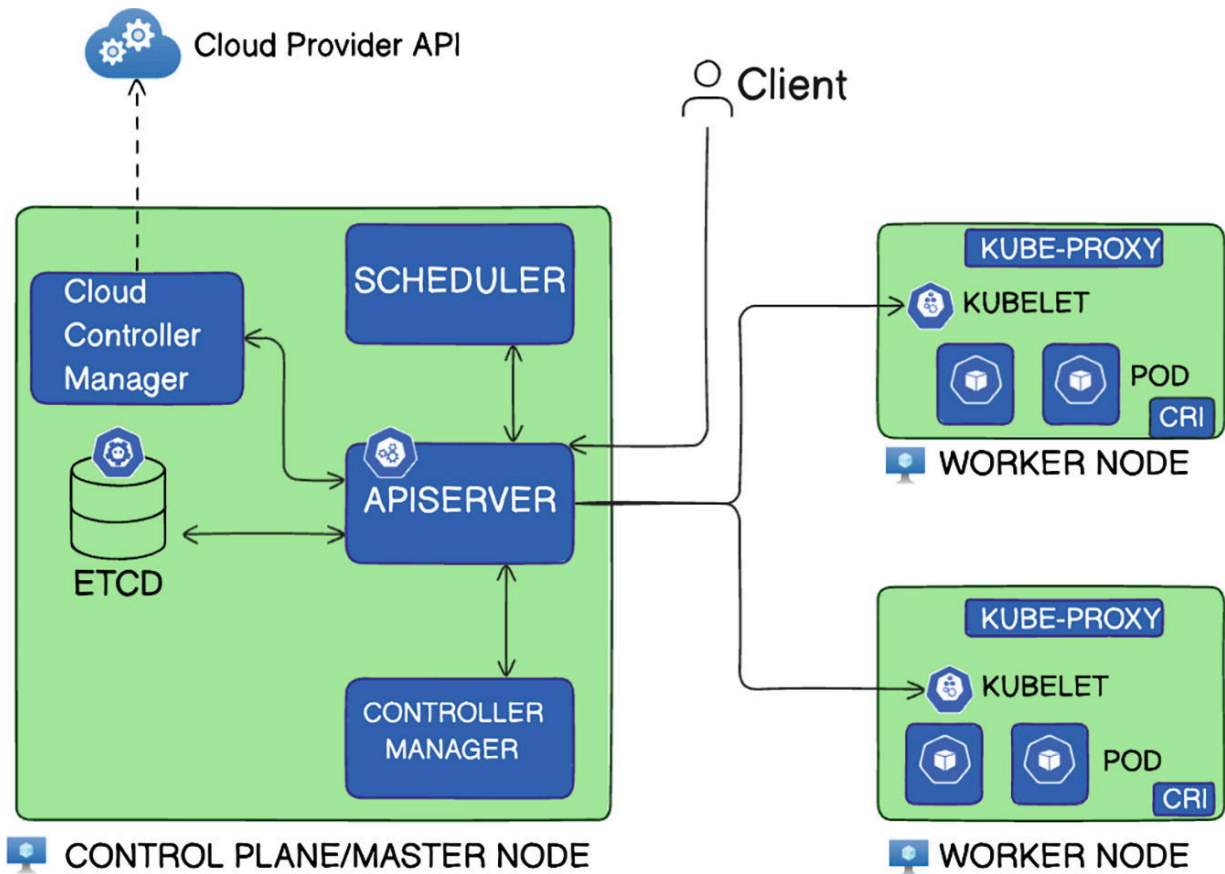 Cloud Provider API
Client
Cloud
Controller
Manager
SCHEDULER
ETCD
APISERVER
CONTROLLER
MANAGER
CONTROL PLANE/MASTER NODE
KUBE-PROXY
KUBELET
POD
CRI
WORKER NODE
KUBE-PROXY
KUBELET
POD
CRI
WORKER NODE